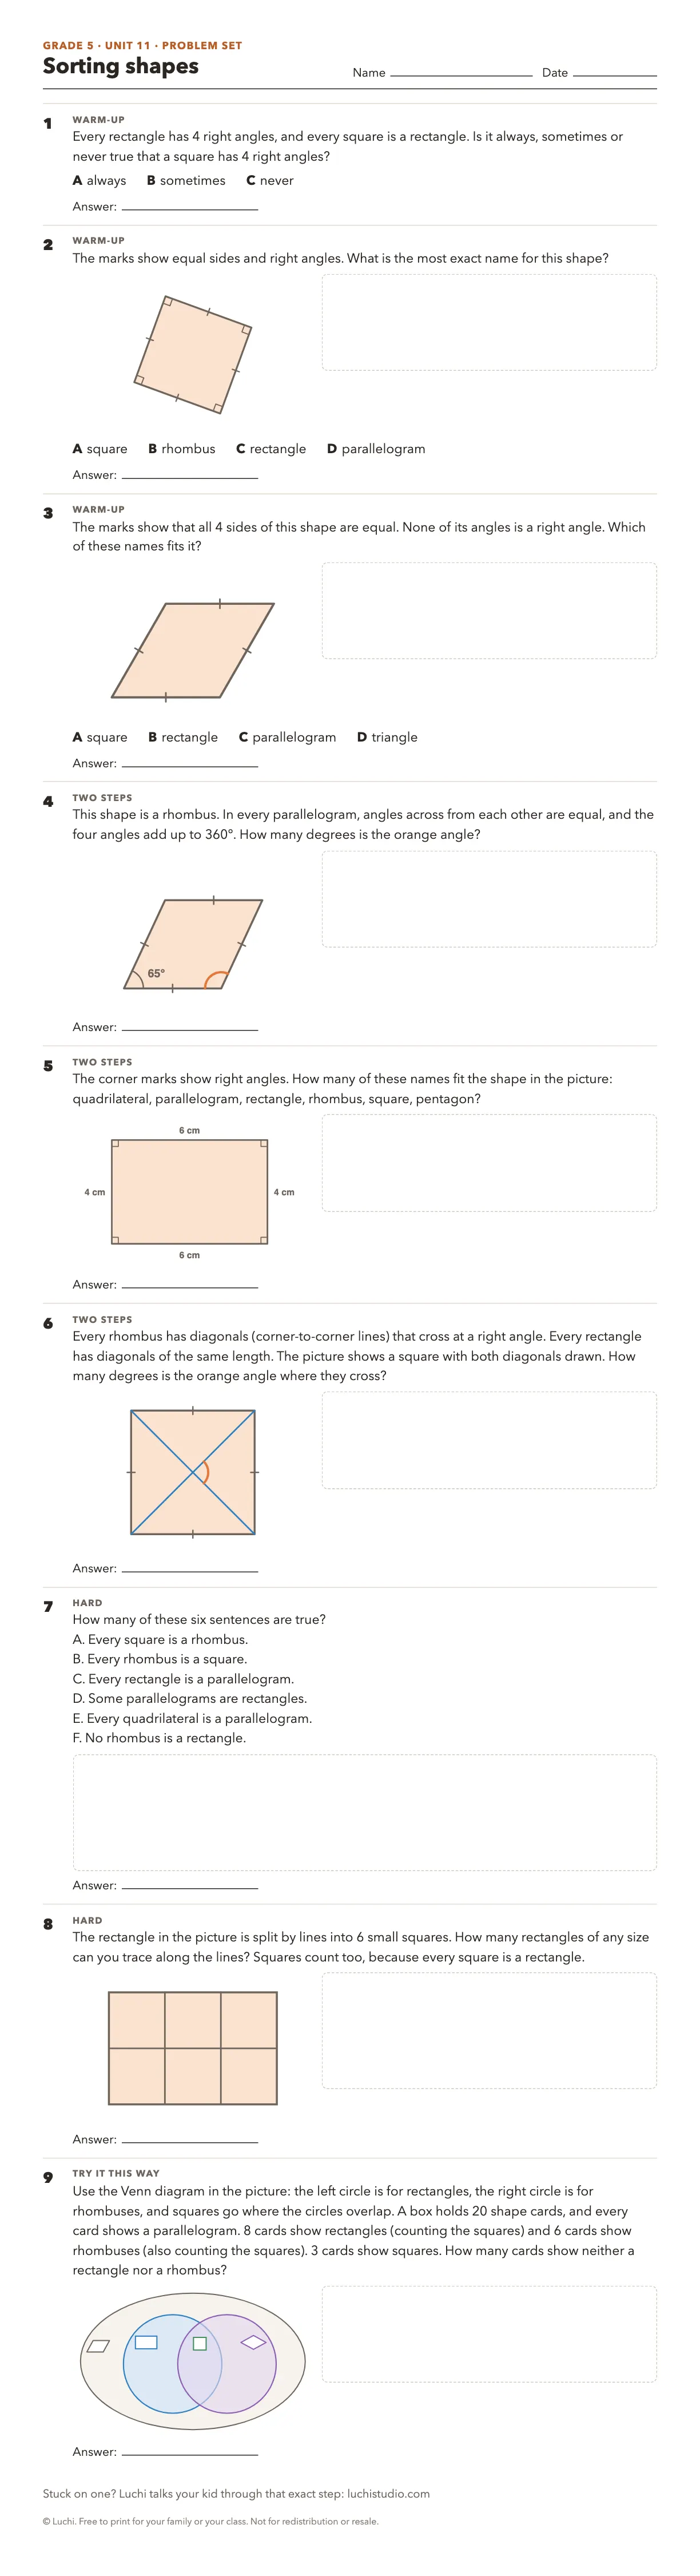 GRADE 5 · UNIT 11 · PROBLEM SET
Sorting shapes
Name
Date
1
WARM-UP
Every rectangle has 4 right angles, and every square is a rectangle. Is it always, sometimes or
never true that a square has 4 right angles?
A always B sometimes C never
Answer:
2
WARM-UP
The marks show equal sides and right angles. What is the most exact name for this shape?
A square B rhombus C rectangle D parallelogram
Answer:
3
WARM-UP
The marks show that all 4 sides of this shape are equal. None of its angles is a right angle. Which
of these names fits it?
A square B rectangle C parallelogram D triangle
Answer:
4
TWO STEPS
This shape is a rhombus. In every parallelogram, angles across from each other are equal, and the
four angles add up to 360°. How many degrees is the orange angle?
65°
Answer:
5
TWO STEPS
The corner marks show right angles. How many of these names fit the shape in the picture:
quadrilateral, parallelogram, rectangle, rhombus, square, pentagon?
6 cm
4 cm
4 cm
6 cm
Answer:
6
TWO STEPS
Every rhombus has diagonals (corner-to-corner lines) that cross at a right angle. Every rectangle
has diagonals of the same length. The picture shows a square with both diagonals drawn. How
many degrees is the orange angle where they cross?
Answer:
7
HARD
How many of these six sentences are true?
A. Every square is a rhombus.
B. Every rhombus is a square.
C. Every rectangle is a parallelogram.
D. Some parallelograms are rectangles.
E. Every quadrilateral is a parallelogram.
F. No rhombus is a rectangle.
Answer:
8
HARD
The rectangle in the picture is split by lines into 6 small squares. How many rectangles of any size
can you trace along the lines? Squares count too, because every square is a rectangle.
Answer:
9
TRY IT THIS WAY
Use the Venn diagram in the picture: the left circle is for rectangles, the right circle is for
rhombuses, and squares go where the circles overlap. A box holds 20 shape cards, and every
card shows a parallelogram. 8 cards show rectangles (counting the squares) and 6 cards show
rhombuses (also counting the squares). 3 cards show squares. How many cards show neither a
rectangle nor a rhombus?
Answer:
Stuck on one? Luchi talks your kid through that exact step: luchistudio.com
© Luchi. Free to print for your family or your class. Not for redistribution or resale.